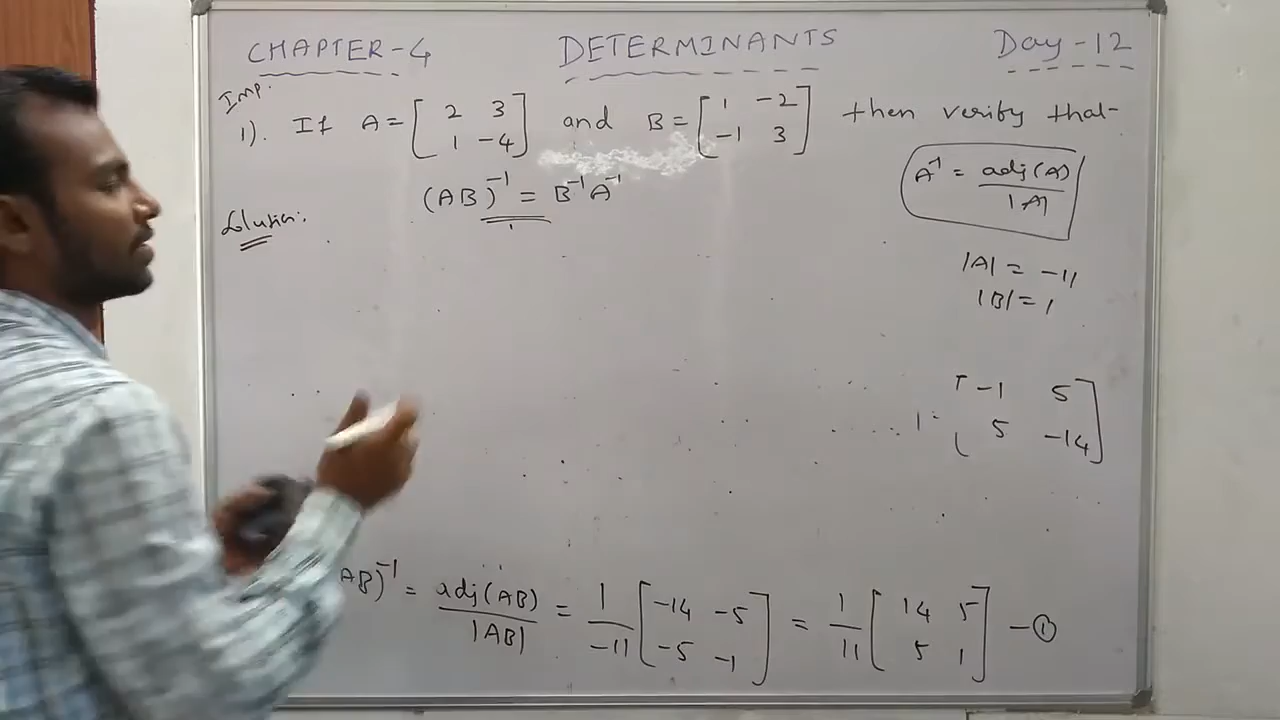 CHAPTER-4 DETERMINANTS Day-12
Imp.
1). If A = [ 2 3 ; 1 -4 ] and B = [ 1 -2 ; -1 3 ] then verify that
(AB)⁻¹ = B⁻¹A⁻¹
A⁻¹ = adj(A) / |A|
Solution:
|A| = -11
|B| = 1
[ -1 5 ; 5 -14 ]
AB)⁻¹ = adj(AB) / |AB| = 1/-11 [ -14 -5 ; -5 -1 ] = 1/11 [ 14 5 ; 5 1 ] — ①